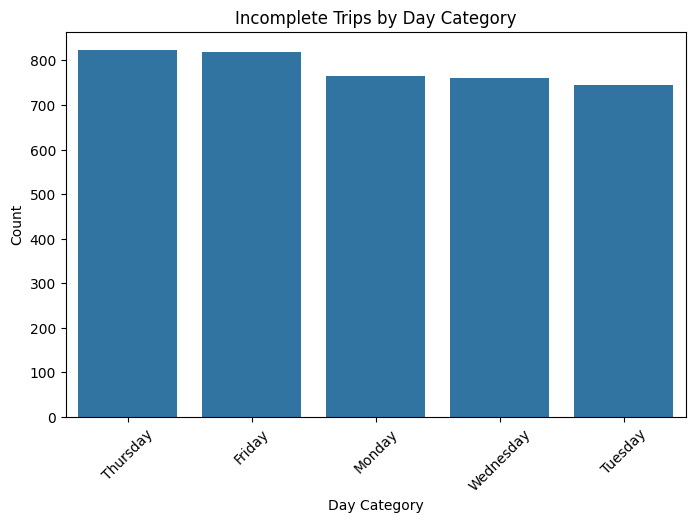 Incomplete Trips by Day Category
Count
800
700
600
500
400
300
200
100
0
Thursday
Friday
Monday
Wednesday
Tuesday
Day Category